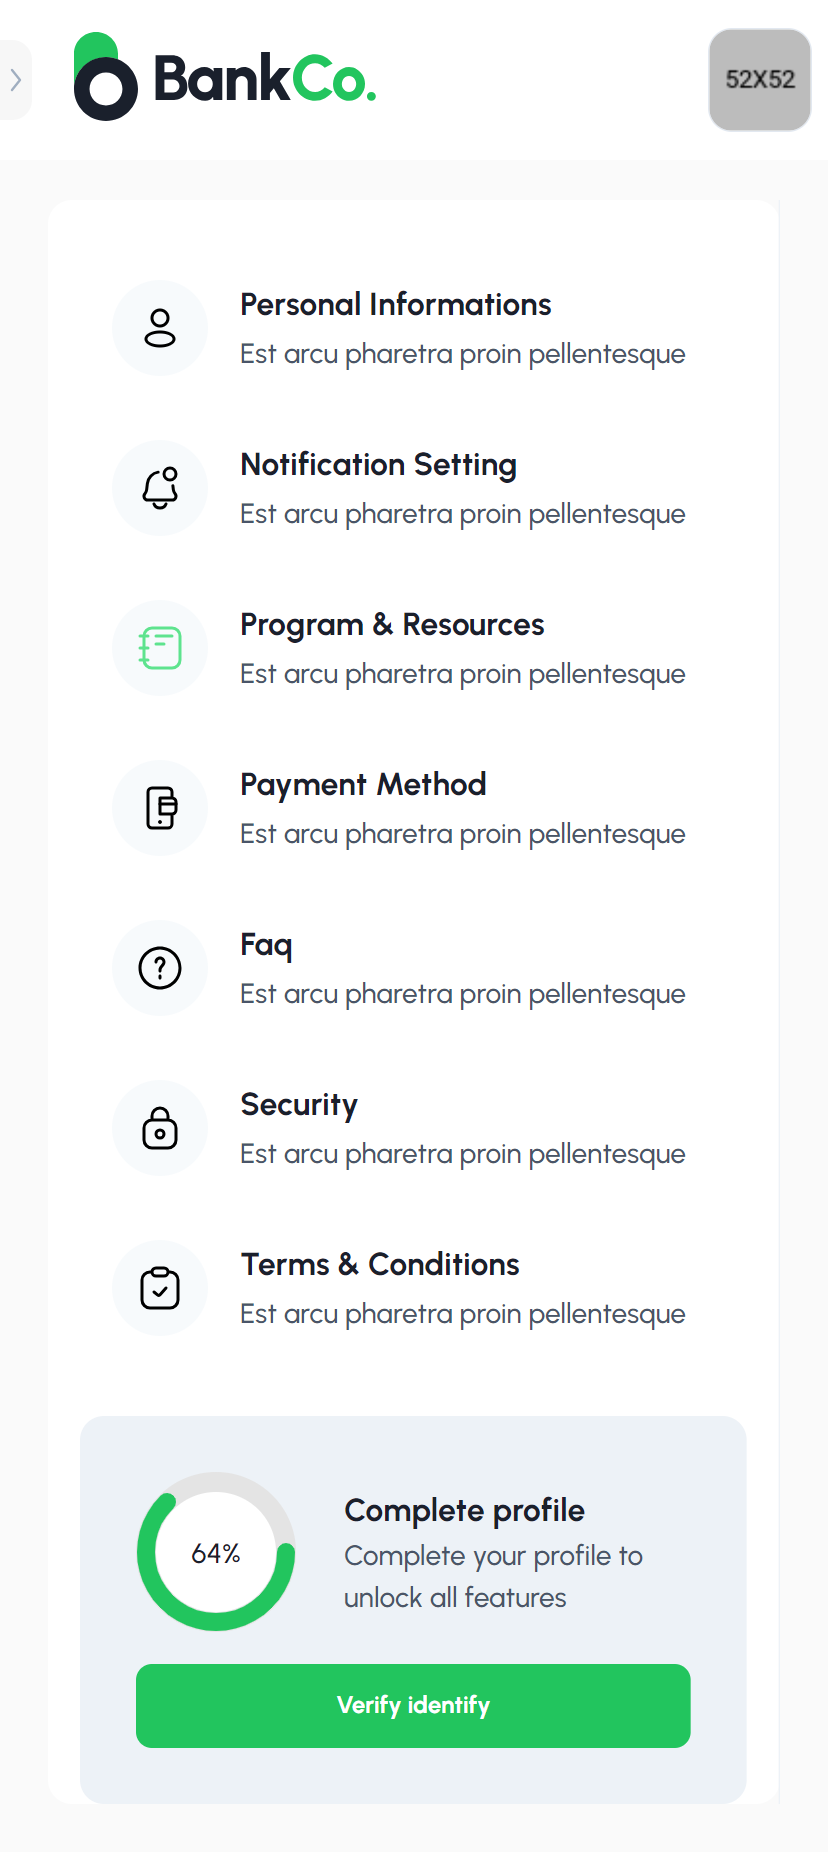 BankCo.
52X52
Personal Informations
Est arcu pharetra proin pellentesque
Notification Setting
Est arcu pharetra proin pellentesque
Program & Resources
Est arcu pharetra proin pellentesque
Payment Method
Est arcu pharetra proin pellentesque
Faq
Est arcu pharetra proin pellentesque
Security
Est arcu pharetra proin pellentesque
Terms & Conditions
Est arcu pharetra proin pellentesque
64%
Complete profile
Complete your profile to
unlock all features
Verify identify